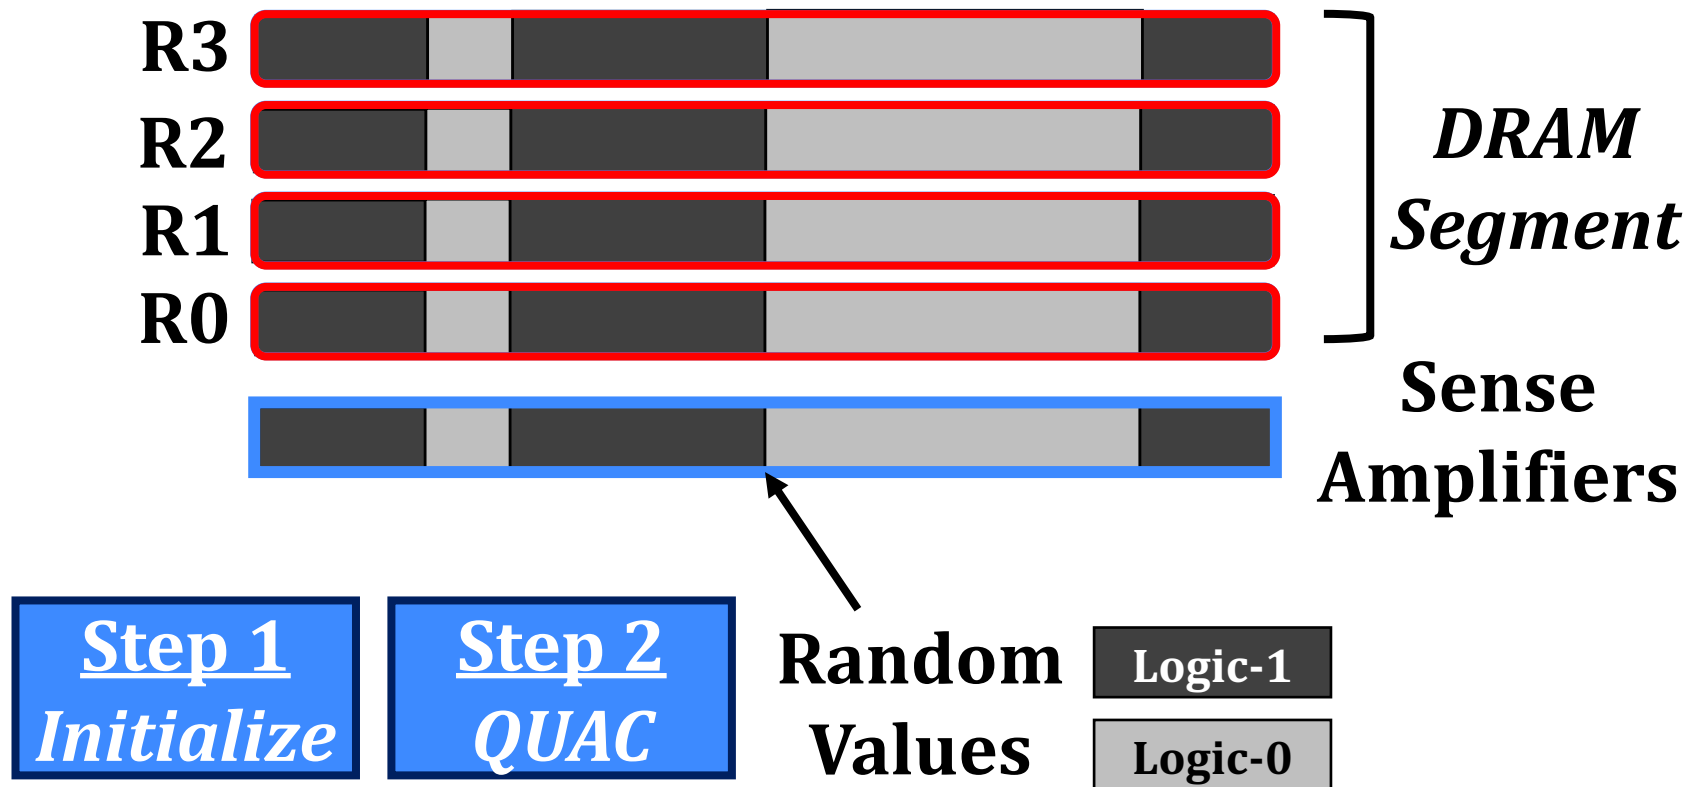 R3
R2
R1
R0
DRAM
Segment
Sense
Amplifiers
Step 1
Initialize
Step 2
QUAC
Random
Values
Logic-1
Logic-0